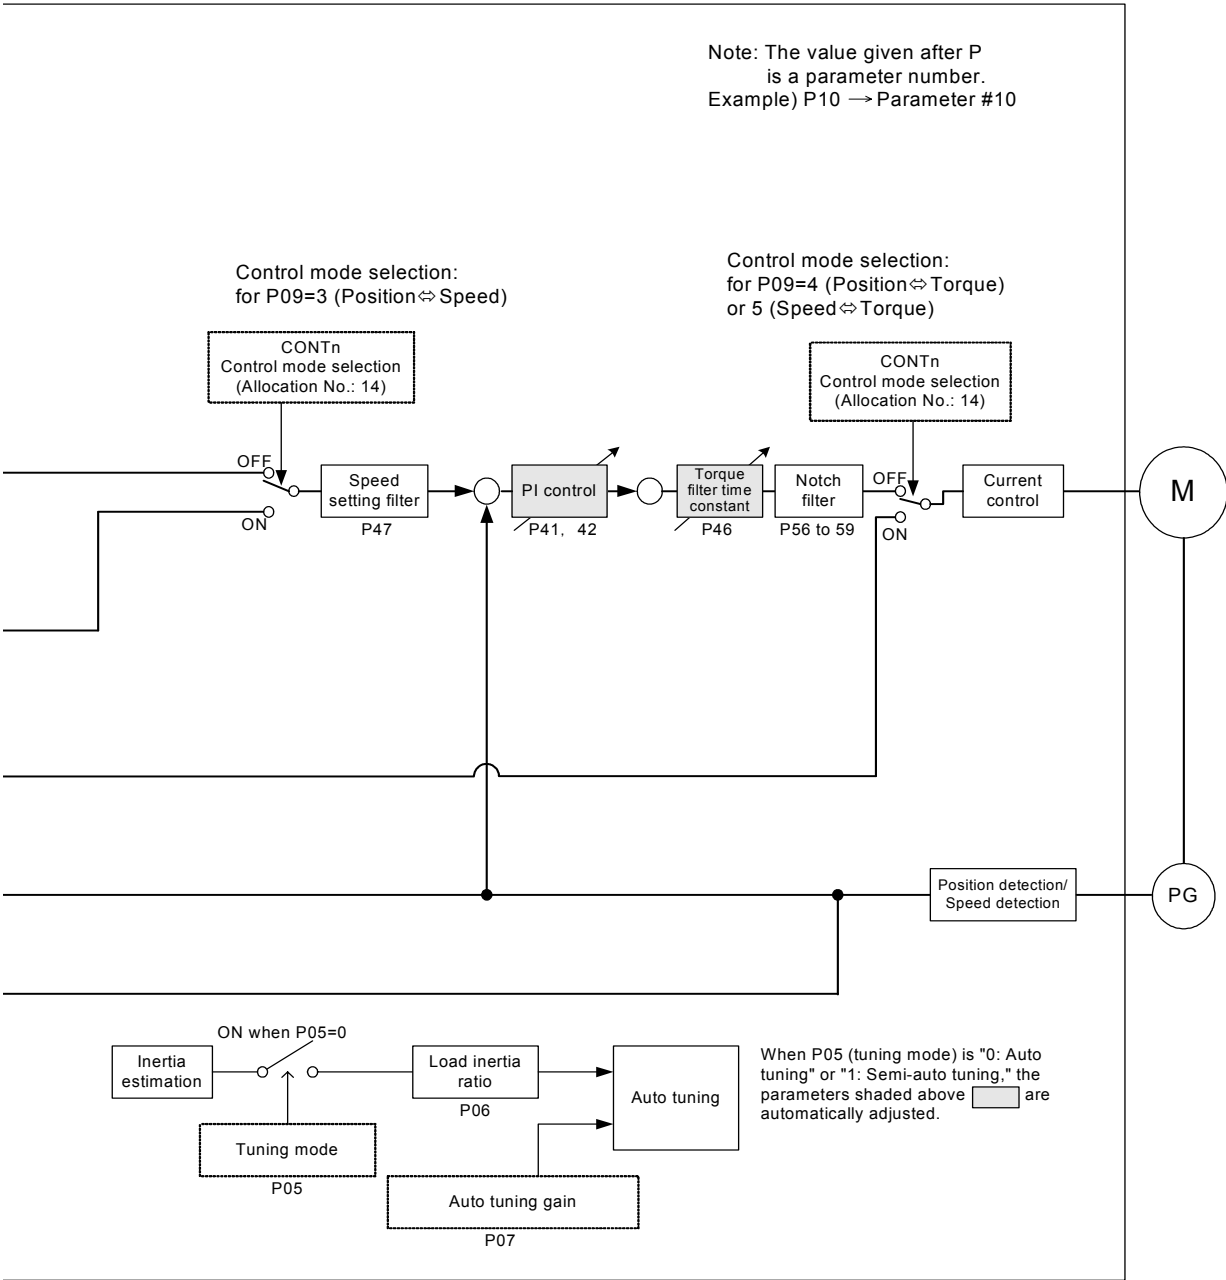 Note: The value given after P
is a parameter number.
Example) P10 → Parameter #10
Control mode selection:
for P09=3 (Position⇔Speed)
Control mode selection:
for P09=4 (Position⇔Torque)
or 5 (Speed⇔Torque)
CONTn
Control mode selection
(Allocation No.: 14)
CONTn
Control mode selection
(Allocation No.: 14)
OFF
ON
Speed
setting filter
P47
PI control
P41, 42
Torque
filter time
constant
P46
Notch
filter
P56 to 59
OFF
ON
Current
control
M
Position detection/
Speed detection
PG
ON when P05=0
Inertia
estimation
Load inertia
ratio
P06
Auto tuning
Tuning mode
P05
Auto tuning gain
P07
When P05 (tuning mode) is "0: Auto
tuning" or "1: Semi-auto tuning," the
parameters shaded above are
automatically adjusted.